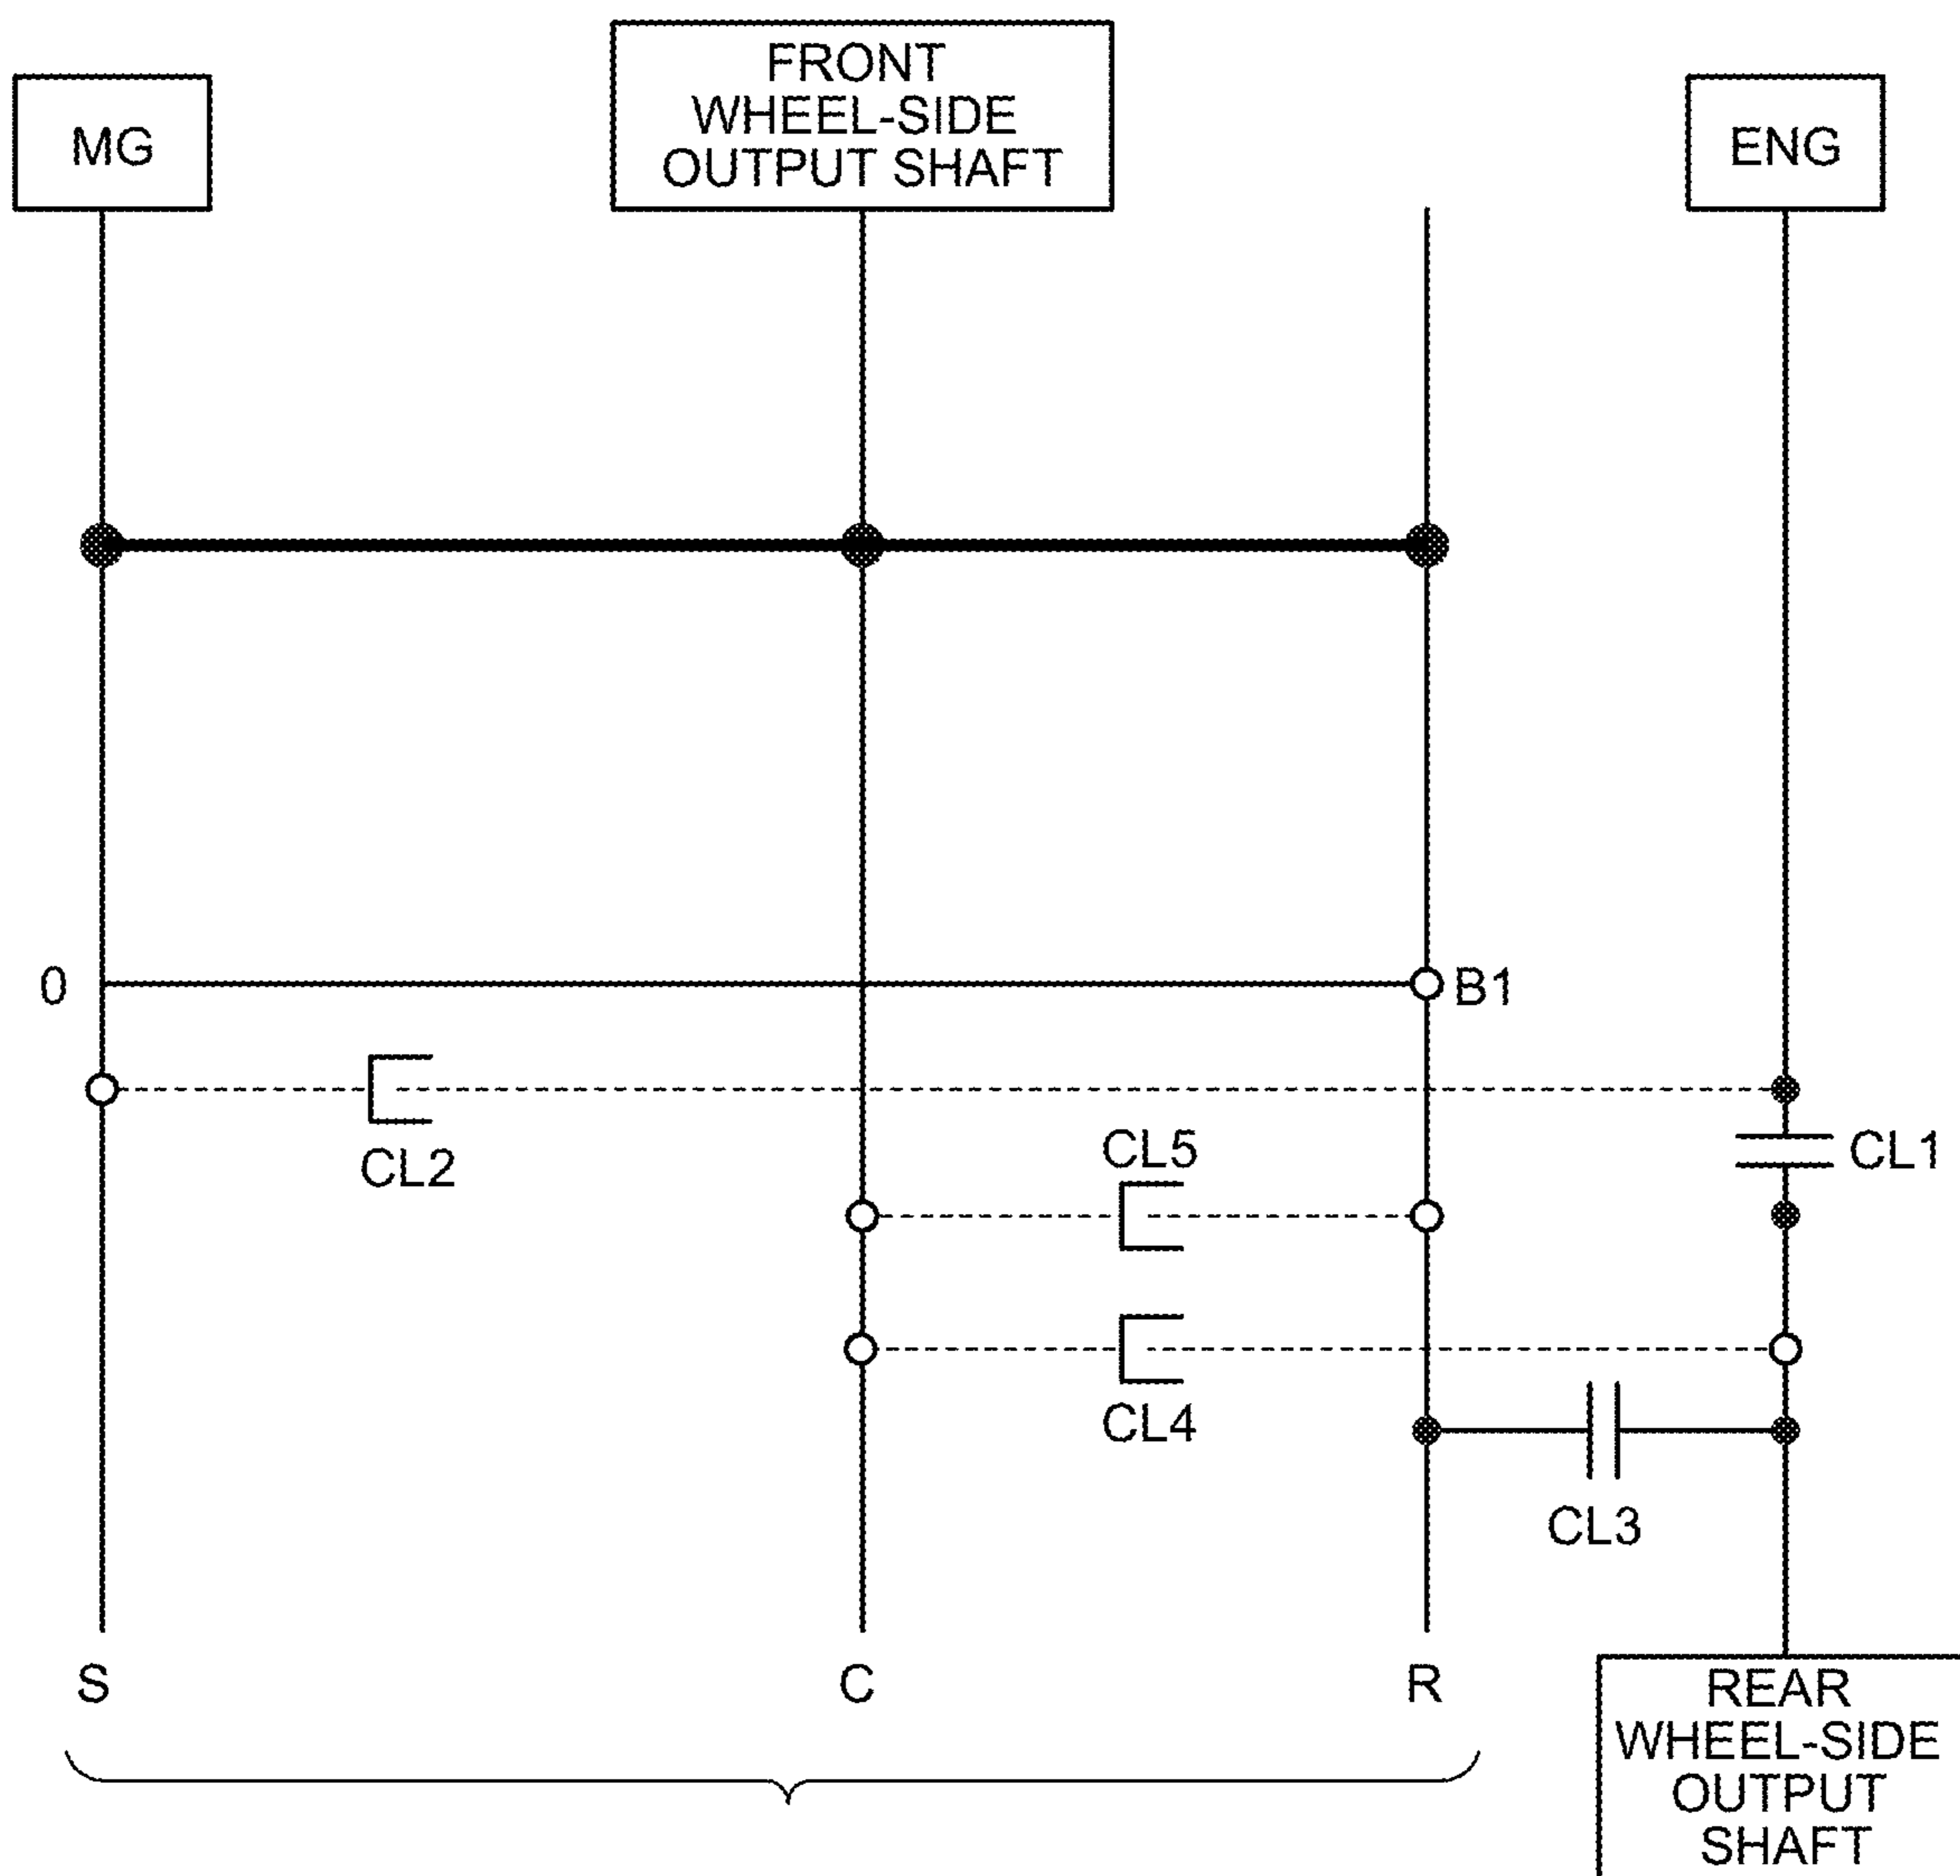 MG
FRONT
WHEEL-SIDE
OUTPUT SHAFT
ENG
0
B1
CL2
CL5
CL1
CL4
CL3
S
C
R
REAR
WHEEL-SIDE
OUTPUT
SHAFT